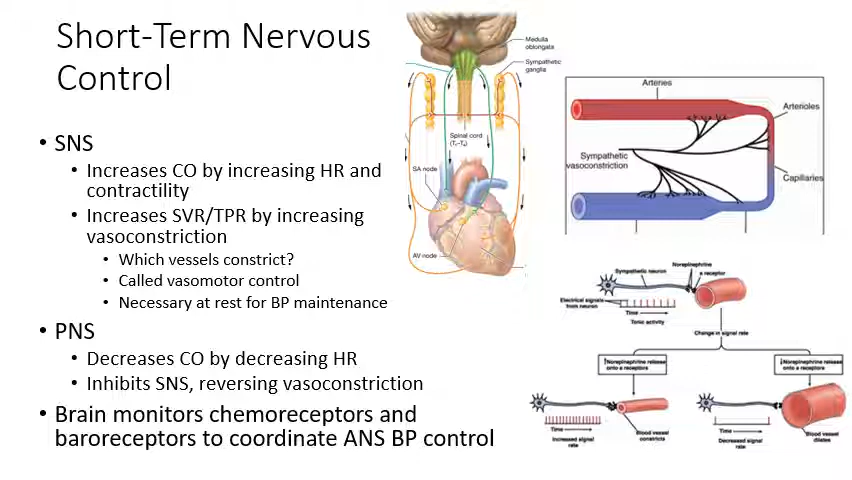 Short-Term Nervous
Control
• SNS
• Increases CO by increasing HR and
contractility
• Increases SVR/TPR by increasing
vasoconstriction
• Which vessels constrict?
• Called vasomotor control
• Necessary at rest for BP maintenance
• PNS
• Decreases CO by decreasing HR
• Inhibits SNS, reversing vasoconstriction
• Brain monitors chemoreceptors and
baroreceptors to coordinate ANS BP control
Medulla
oblongata
Sympathetic
ganglia
Spinal cord
SA node
AV node
Arteries
Arterioles
Sympathetic
vasoconstriction
Capillaries
Norepinephrine
Sympathetic neuron
α receptor
Electrical signals
from neuron
Time
Tonic activity
Change in signal rate
↑Norepinephrine release
onto α receptors
↓Norepinephrine release
onto α receptors
Time
Increased signal
rate
Blood vessel
constricts
Time
Decreased signal
rate
Blood vessel
dilates